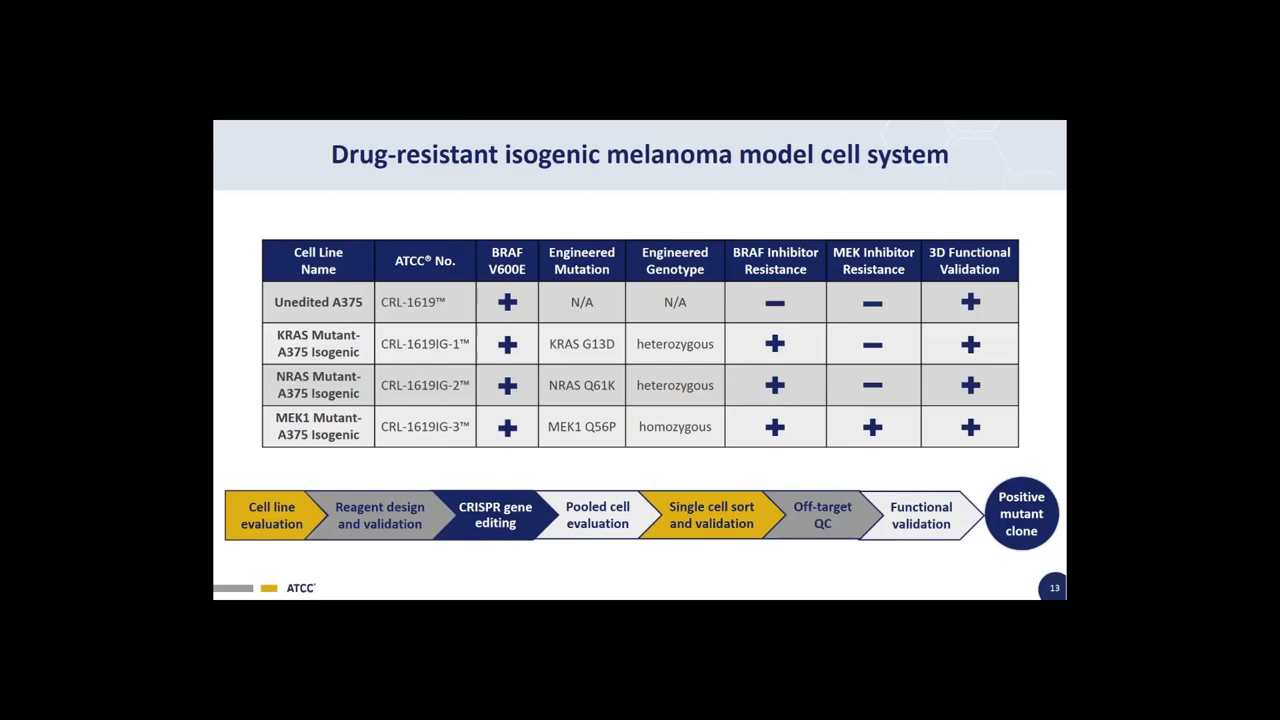 Drug-resistant isogenic melanoma model cell system
Cell Line
Name
ATCC® No.
BRAF
V600E
Engineered
Mutation
Engineered
Genotype
BRAF Inhibitor
Resistance
MEK Inhibitor
Resistance
3D Functional
Validation
Unedited A375
CRL-1619™
+
N/A
N/A
−
−
+
KRAS Mutant-
A375 Isogenic
CRL-1619IG-1™
+
KRAS G13D
heterozygous
+
−
+
NRAS Mutant-
A375 Isogenic
CRL-1619IG-2™
+
NRAS Q61K
heterozygous
+
−
+
MEK1 Mutant-
A375 Isogenic
CRL-1619IG-3™
+
MEK1 Q56P
homozygous
+
+
+
Cell line
evaluation
Reagent design
and validation
CRISPR gene
editing
Pooled cell
evaluation
Single cell sort
and validation
Off-target
QC
Functional
validation
Positive
mutant
clone
ATCC®
13